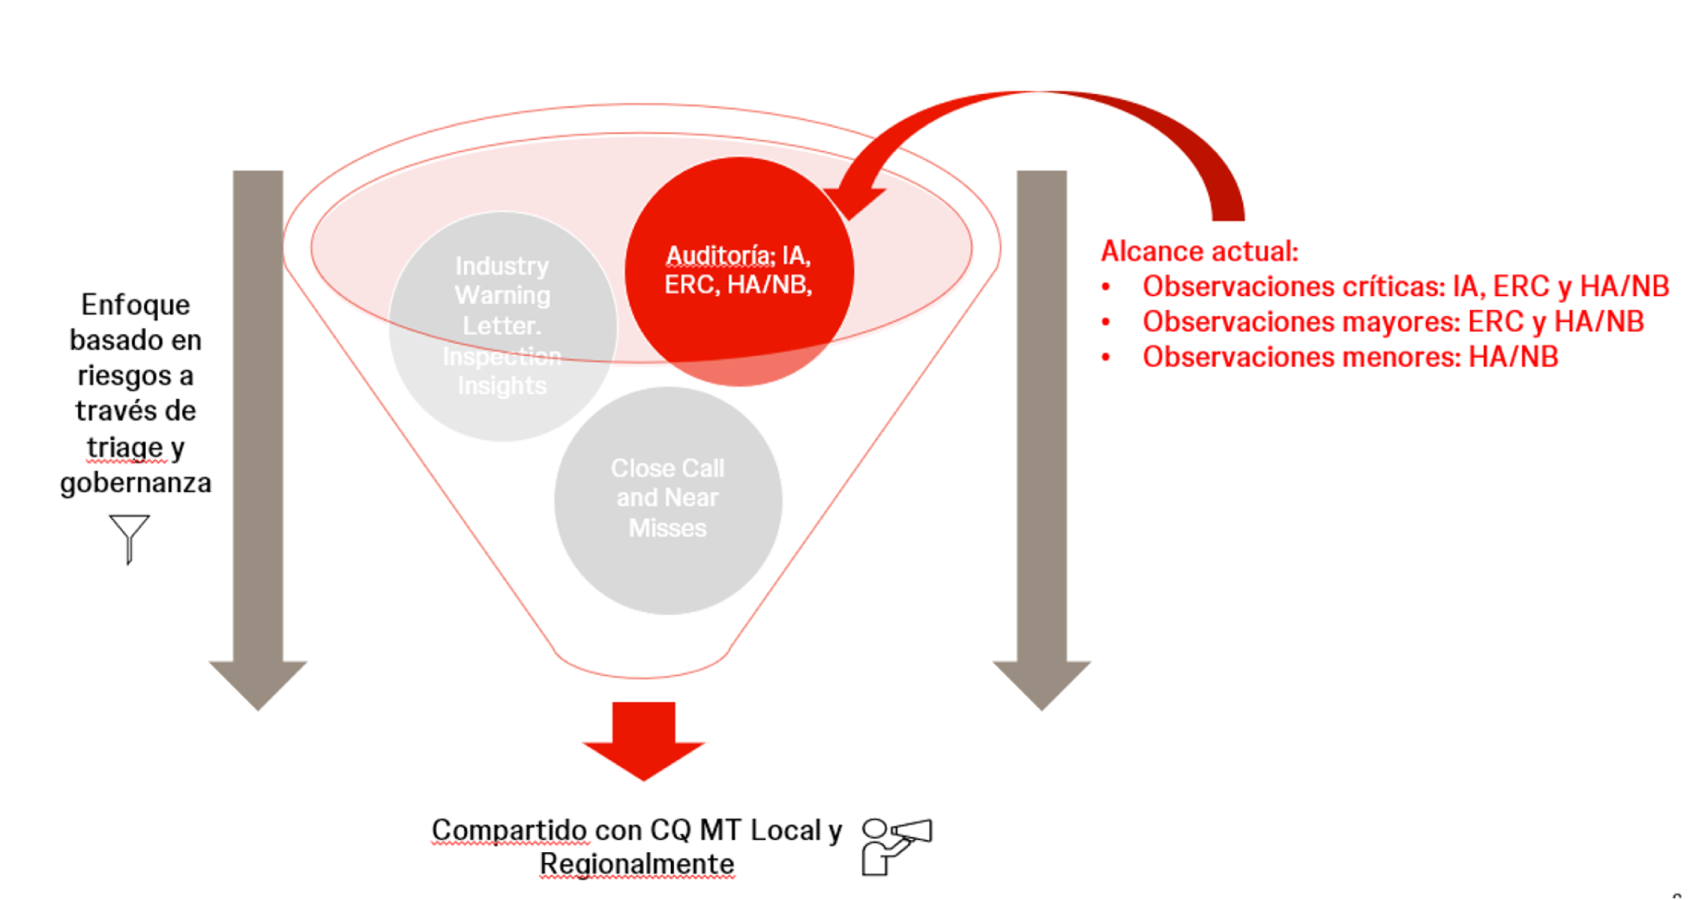 Enfoque
basado en
riesgos a
través de
triage y
gobernanza
Industry
Warning
Letter.
Inspection
Insights
Auditoría; IA,
ERC, HA/NB,
Close Call
and Near
Misses
Alcance actual:
• Observaciones críticas: IA, ERC y HA/NB
• Observaciones mayores: ERC y HA/NB
• Observaciones menores: HA/NB
Compartido con CQ MT Local y
Regionalmente